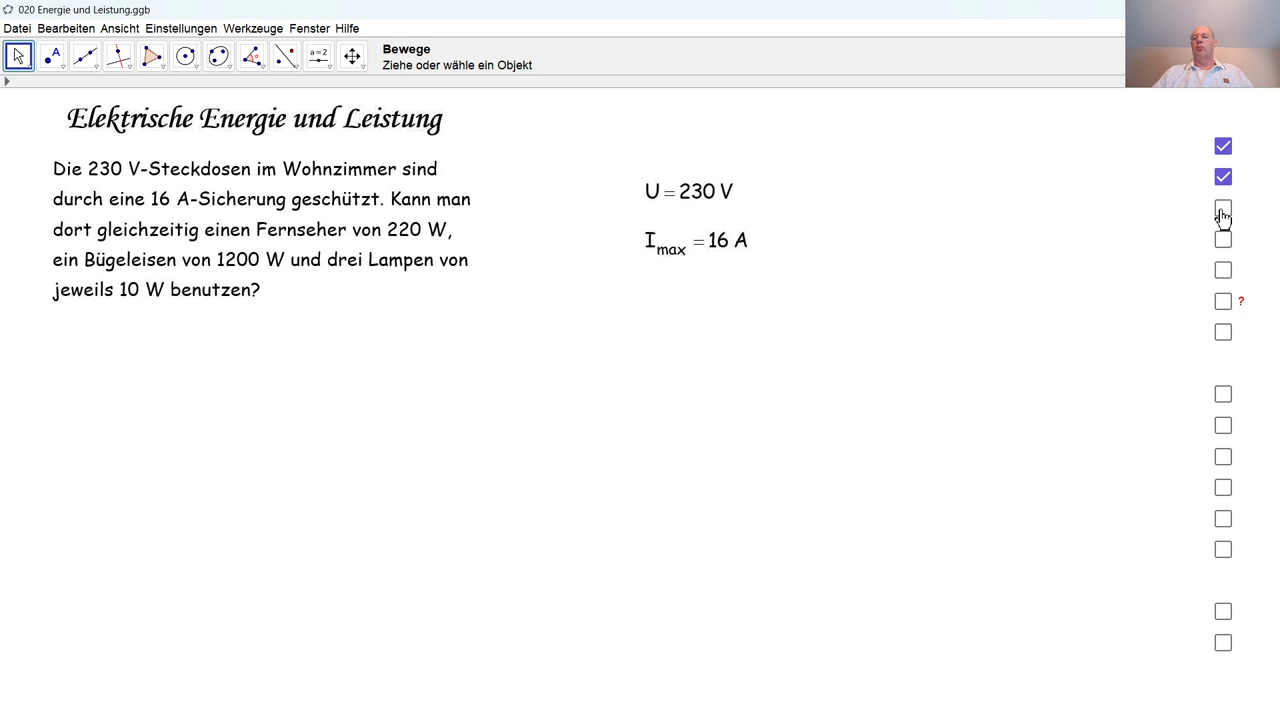 020 Energie und Leistung.ggb
Datei Bearbeiten Ansicht Einstellungen Werkzeuge Fenster Hilfe
A
a=2
Bewege
Ziehe oder wähle ein Objekt
Elektrische Energie und Leistung
Die 230 V-Steckdosen im Wohnzimmer sind
durch eine 16 A-Sicherung geschützt. Kann man
dort gleichzeitig einen Fernseher von 220 W,
ein Bügeleisen von 1200 W und drei Lampen von
jeweils 10 W benutzen?
U = 230 V
I max = 16 A
?